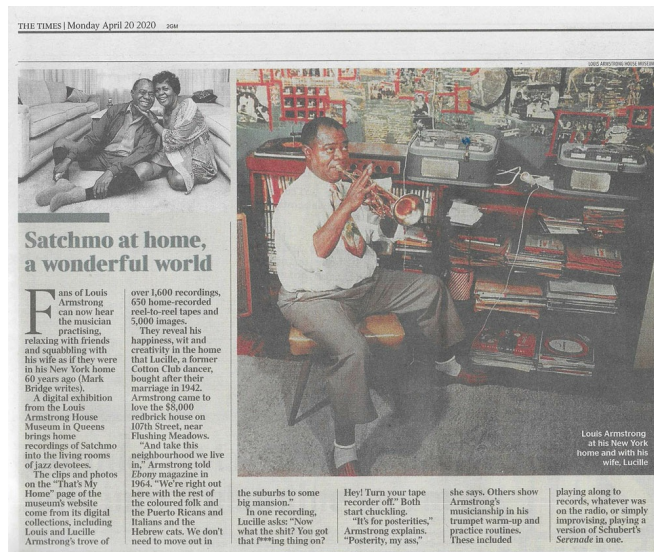 THE TIMES | Monday April 20 2020 2GM
LOUIS ARMSTRONG HOUSE MUSEUM
Satchmo at home,
a wonderful world
Fans of Louis
Armstrong
can now hear
the musician
practising,
relaxing with friends
and squabbling with
his wife as if they were
in his New York home
60 years ago (Mark
Bridge writes).
A digital exhibition
from the Louis
Armstrong House
Museum in Queens
brings home
recordings of Satchmo
into the living rooms
of jazz devotees.
The clips and photos
on the "That's My
Home" page of the
museum's website
come from its digital
collections, including
Louis and Lucille
Armstrong's trove of
over 1,600 recordings,
650 home-recorded
reel-to-reel tapes and
5,000 images.
They reveal his
happiness, wit and
creativity in the home
that Lucille, a former
Cotton Club dancer,
bought after their
marriage in 1942.
Armstrong came to
love the $8,000
redbrick house on
107th Street, near
Flushing Meadows.
"And take this
neighbourhood we live
in," Armstrong told
Ebony magazine in
1964. "We're right out
here with the rest of
the coloured folk and
the Puerto Ricans and
Italians and the
Hebrew cats. We don't
need to move out in
the suburbs to some
big mansion."
In one recording,
Lucille asks: "Now
what the shit? You got
that f***ing thing on?
Hey! Turn your tape
recorder off." Both
start chuckling.
"It's for posterities,"
Armstrong explains.
"Posterity, my ass,"
she says. Others show
Armstrong's
musicianship in his
trumpet warm-up and
practice routines.
These included
playing along to
records, whatever was
on the radio, or simply
improvising, playing a
version of Schubert's
Serenade in one.
Louis Armstrong
at his New York
home and with his
wife, Lucille